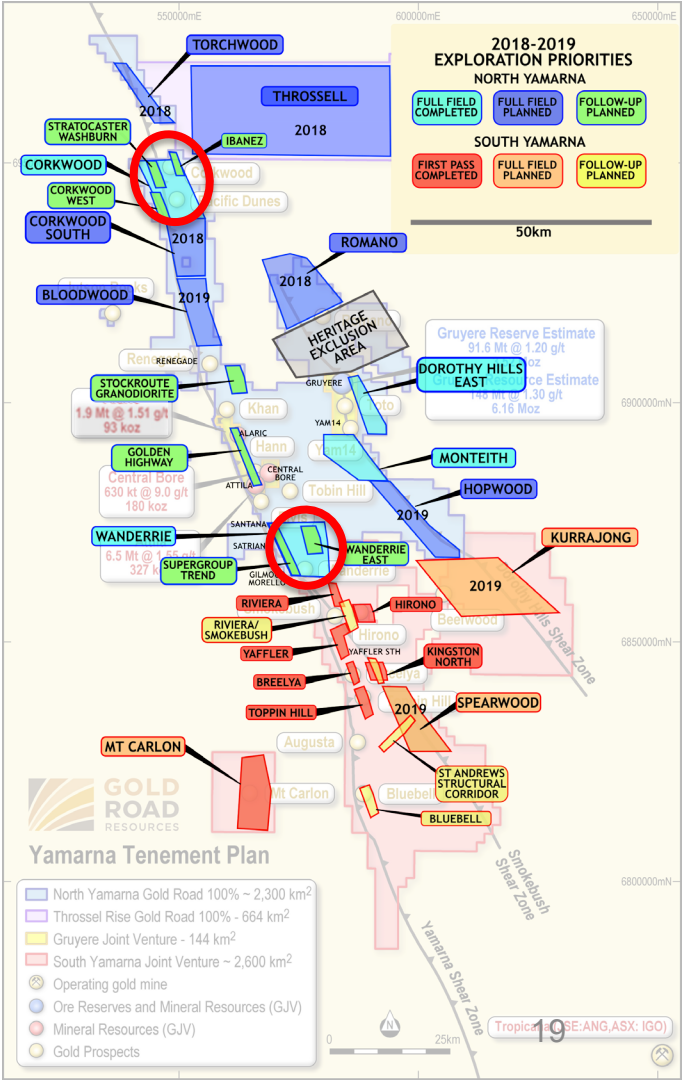 550000mE
600000mE
650000mE
TORCHWOOD
2018
THROSSELL
2018
2018-2019
EXPLORATION PRIORITIES
NORTH YAMARNA
FULL FIELD
COMPLETED
FULL FIELD
PLANNED
FOLLOW-UP
PLANNED
SOUTH YAMARNA
FIRST PASS
COMPLETED
FULL FIELD
PLANNED
FOLLOW-UP
PLANNED
50km
STRATOCASTER
WASHBURN
IBANEZ
CORKWOOD
Corkwood
CORKWOOD
WEST
Pacific Dunes
CORKWOOD
SOUTH
2018
ROMANO
2018
BLOODWOOD
2019
HERITAGE
EXCLUSION
AREA
Gruyere Reserve Estimate
91.6 Mt @ 1.20 g/t
RENEGADE
DOROTHY HILLS
EAST
Resource Estimate
148 Mt @ 1.30 g/t
6.16 Moz
GRUYERE
STOCKROUTE
GRANODIORITE
1.9 Mt @ 1.51 g/t
93 koz
Khan
6900000mN
YAM14
Yam14
ALARIC
Hann
GOLDEN
HIGHWAY
MONTEITH
CENTRAL
BORE
Central Bore
630 kt @ 9.0 g/t
180 koz
ATTILA
Tobin Hill
HOPWOOD
2019
SANTANA
WANDERRIE
SATRIANI
6.5 Mt @ 1.55 g/t
WANDERRIE
EAST
SUPERGROUP
TREND
GILMOUR
MORELLO
KURRAJONG
2019
Dorothy Hills Shear Zone
RIVIERA
HIRONO
Smokebush
RIVIERA/
SMOKEBUSH
Beerwood
Hirono
6850000mN
YAFFLER
YAFFLER STH
KINGSTON
NORTH
BREELYA
TOPPIN HILL
2019
SPEARWOOD
MT CARLON
Augusta
ST ANDREWS
STRUCTURAL
CORRIDOR
Mt Carlon
Bluebell
BLUEBELL
GOLD
ROAD
RESOURCES
Yamarna Tenement Plan
Smokebush
Shear Zone
6800000mN
North Yamarna Gold Road 100% ~ 2,300 km2
Throssel Rise Gold Road 100% - 664 km2
Gruyere Joint Venture - 144 km2
South Yamarna Joint Venture ~ 2,600 km2
Operating gold mine
Ore Reserves and Mineral Resources (GJV)
Mineral Resources (GJV)
Gold Prospects
Yamarna Shear Zone
N
0
25km
19